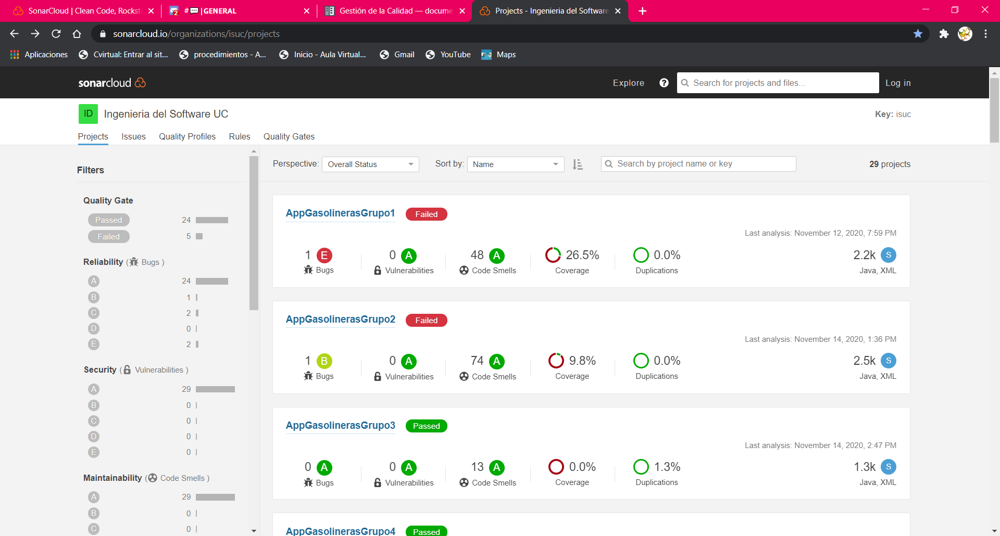 SonarCloud | Clean Code, Rocksta
2 #💬|GENERAL
Gestión de la Calidad — docume
Projects - Ingenieria del Software
sonarcloud.io/organizations/isuc/projects
Aplicaciones Cvirtual: Entrar al sit... procedimientos - A... Inicio - Aula Virtual... Gmail YouTube Maps
sonarcloud Explore ? Search for projects and files... Log in
ID Ingenieria del Software UC Key: isuc
Projects Issues Quality Profiles Rules Quality Gates
Filters
Quality Gate
Passed 24
Failed 5
Reliability ( Bugs )
A 24
B 1
C 2
D 0
E 2
Security ( Vulnerabilities )
A 29
B 0
C 0
D 0
E 0
Maintainability ( Code Smells )
A 29
B 0
C 0
Perspective: Overall Status Sort by: Name Search by project name or key 29 projects
AppGasolinerasGrupo1 Failed
Last analysis: November 12, 2020, 7:59 PM
1 E 0 A 48 A 26.5% 0.0% 2.2k S
Bugs Vulnerabilities Code Smells Coverage Duplications Java, XML
AppGasolinerasGrupo2 Failed
Last analysis: November 14, 2020, 1:36 PM
1 B 0 A 74 A 9.8% 0.0% 2.5k S
Bugs Vulnerabilities Code Smells Coverage Duplications Java, XML
AppGasolinerasGrupo3 Passed
Last analysis: November 14, 2020, 2:47 PM
0 A 0 A 13 A 0.0% 1.3% 1.3k S
Bugs Vulnerabilities Code Smells Coverage Duplications Java, XML
AppGasolinerasGrupo4 Passed